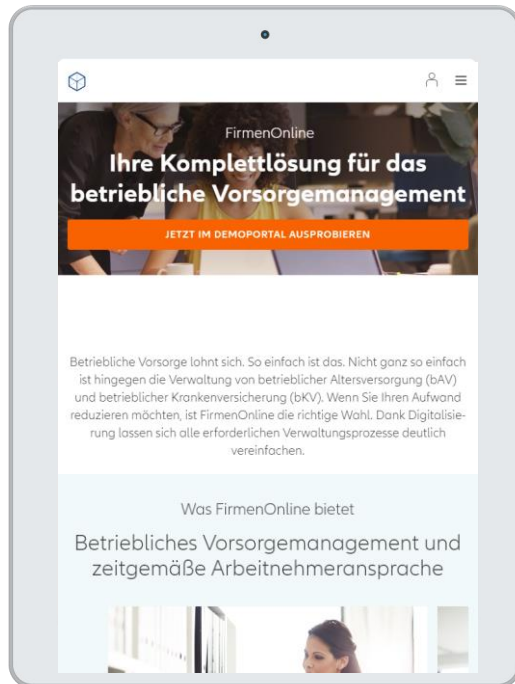 FirmenOnline
Ihre Komplettlösung für das
betriebliche Vorsorgemanagement
JETZT IM DEMOPORTAL AUSPROBIEREN
Betriebliche Vorsorge lohnt sich. So einfach ist das. Nicht ganz so einfach
ist hingegen die Verwaltung von betrieblicher Altersversorgung (bAV)
und betrieblicher Krankenversicherung (bKV). Wenn Sie Ihren Aufwand
reduzieren möchten, ist FirmenOnline die richtige Wahl. Dank Digitalisie-
rung lassen sich alle erforderlichen Verwaltungsprozesse deutlich
vereinfachen.
Was FirmenOnline bietet
Betriebliches Vorsorgemanagement und
zeitgemäße Arbeitnehmeransprache